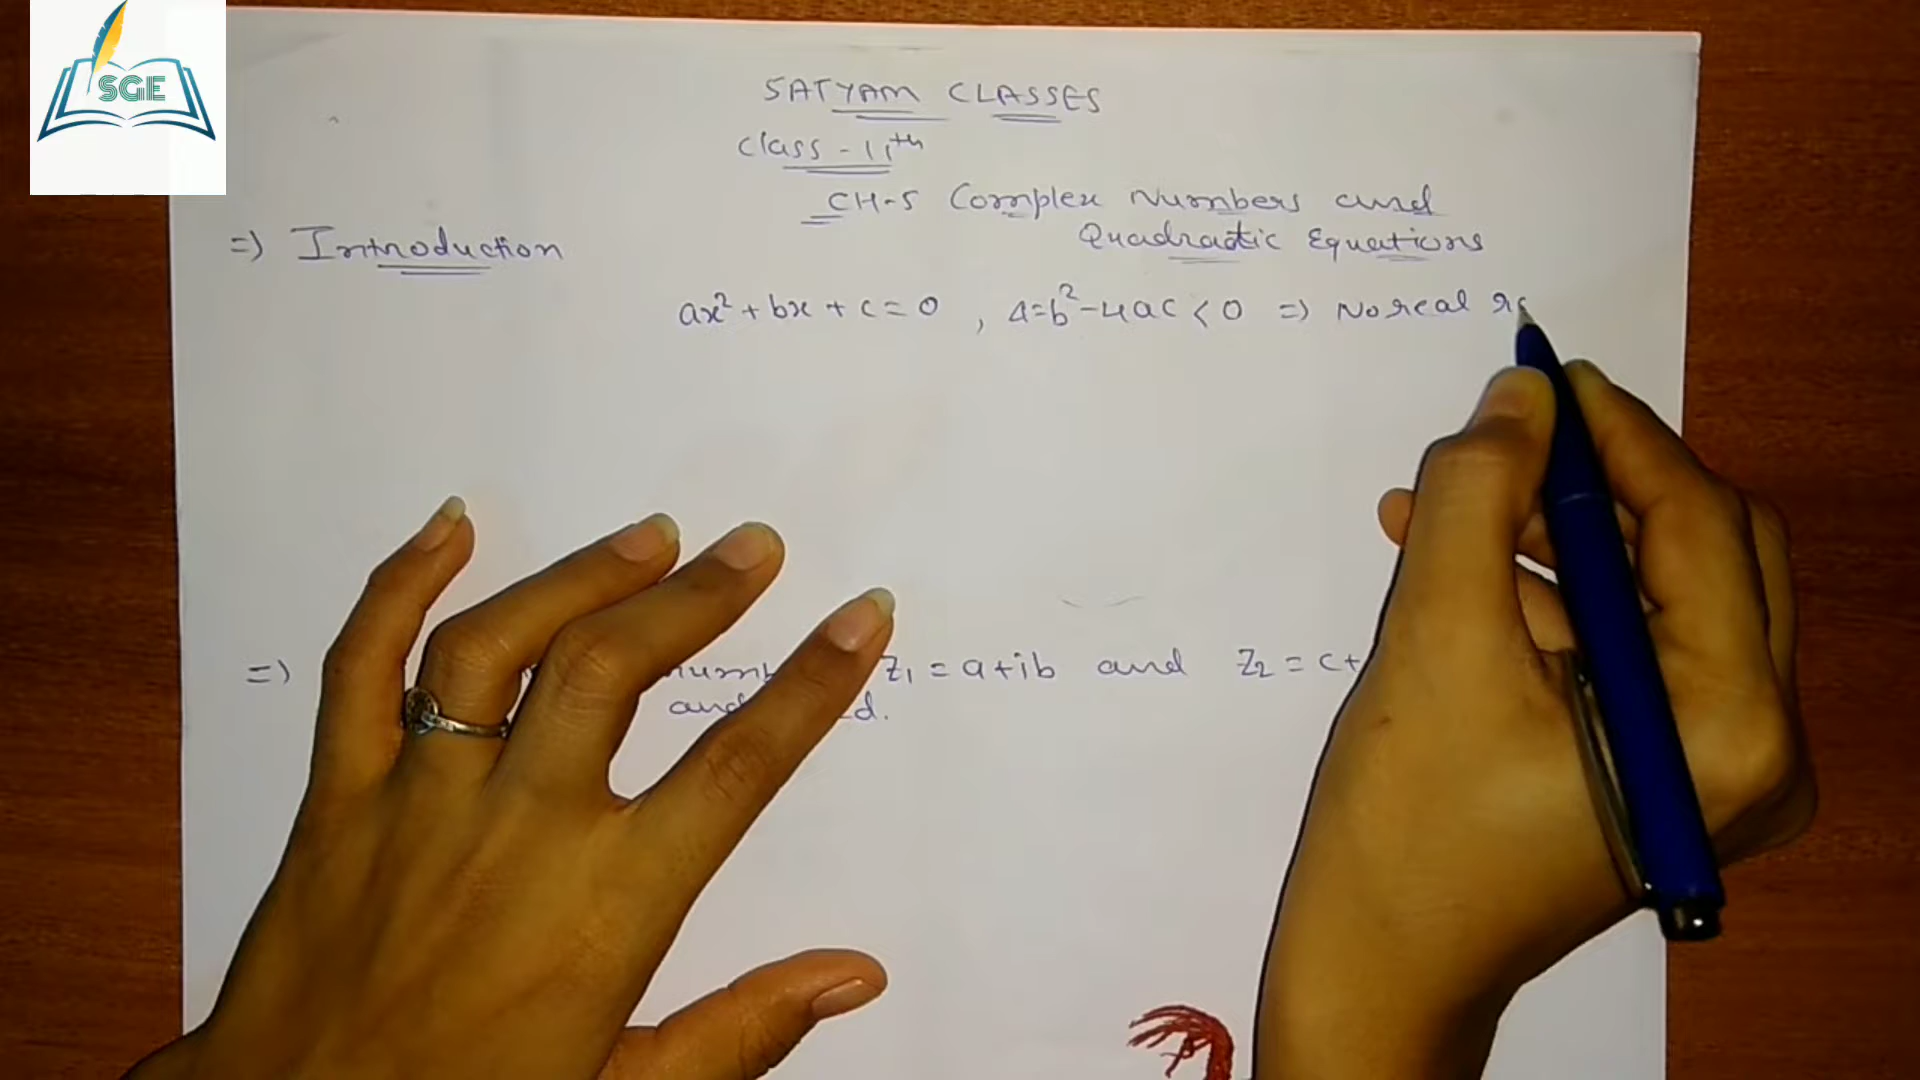 SGE
SATYAM CLASSES
Class - 11th
CH-5 Complex Numbers and
Quadratic Equations
=) Introduction
ax² + bx + c = 0 , Δ=b²-4ac < 0 => No real
=) Z₁ = a+ib and Z₂ = c+